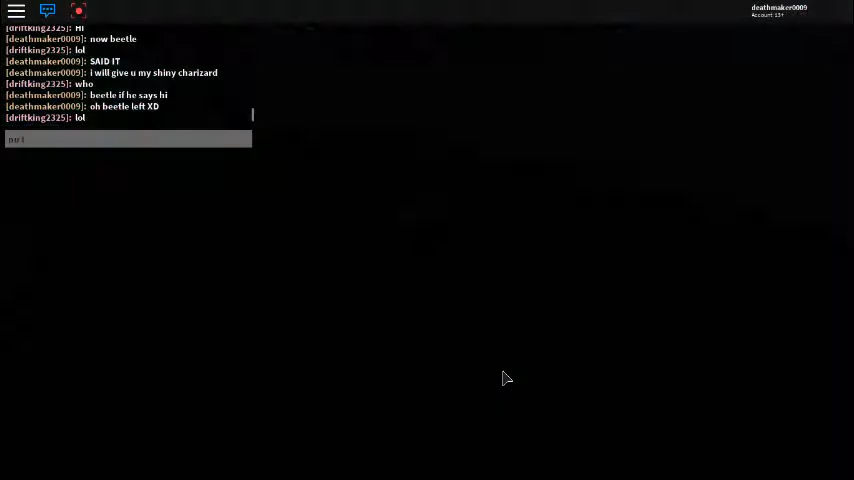 deathmaker0009
Account: 13+
[driftking2325]: Hi
[deathmaker0009]: now beetle
[driftking2325]: lol
[deathmaker0009]: SAID IT
[deathmaker0009]: i will give u my shiny charizard
[driftking2325]: who
[deathmaker0009]: beetle if he says hi
[deathmaker0009]: oh beetle left XD
[driftking2325]: lol